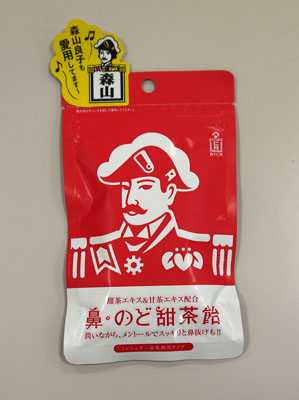 森山良子も
愛用してます。
森山
甜茶エキス&甘茶エキス配合
鼻・のど甜茶飴
潤いながら、メントールでスッキリと鼻抜けも!!